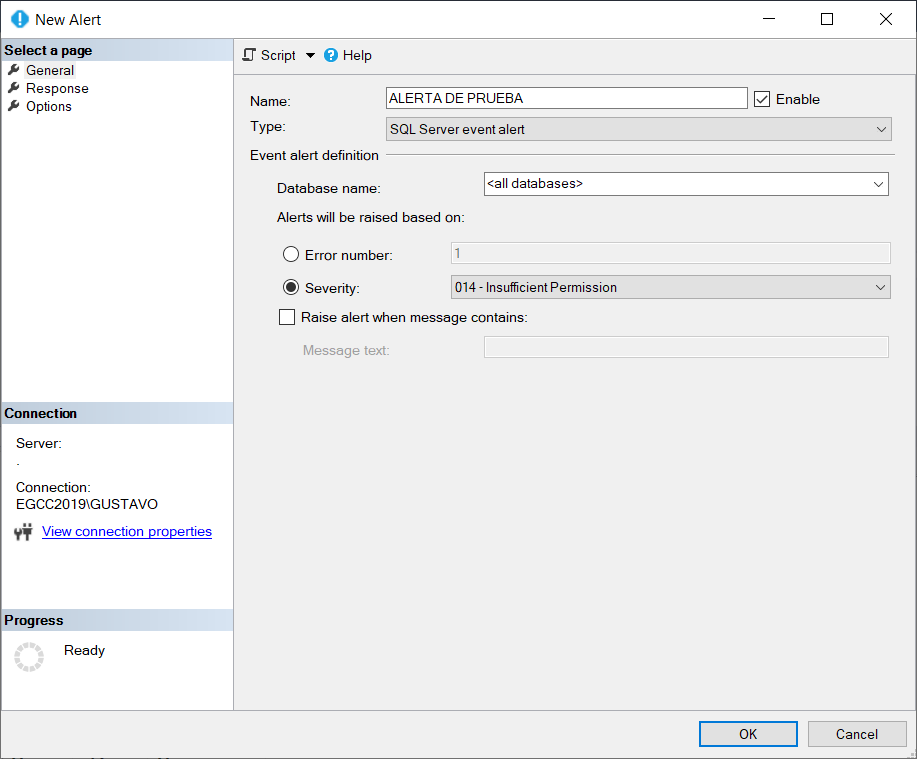 New Alert
Select a page
General
Response
Options
Script
Help
Name:
ALERTA DE PRUEBA
Enable
Type:
SQL Server event alert
Event alert definition
Database name:
<all databases>
Alerts will be raised based on:
Error number:
1
Severity:
014 - Insufficient Permission
Raise alert when message contains:
Message text:
Connection
Server:
.
Connection:
EGCC2019\GUSTAVO
View connection properties
Progress
Ready
OK
Cancel